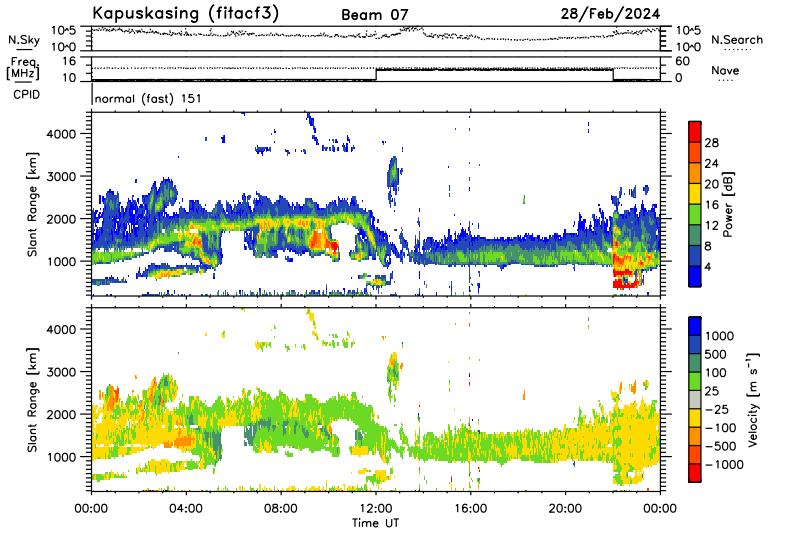 Kapuskasing (fitacf3) Beam 07 28/Feb/2024
N.Sky 10^5 10^0 10^5 10^0 N.Search
Freq. [MHz] 16 10 60 0 Nave
CPID normal (fast) 151
Slant Range [km] 4000 3000 2000 1000
28 24 20 16 12 8 4 Power [dB]
Slant Range [km] 4000 3000 2000 1000
1000 500 100 25 −25 −100 −500 −1000 Velocity [m s⁻¹]
00:00 04:00 08:00 12:00 16:00 20:00 00:00
Time UT